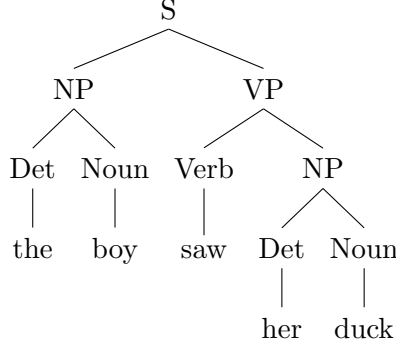 S
NP VP
Det Noun Verb NP
the boy saw Det Noun
her duck